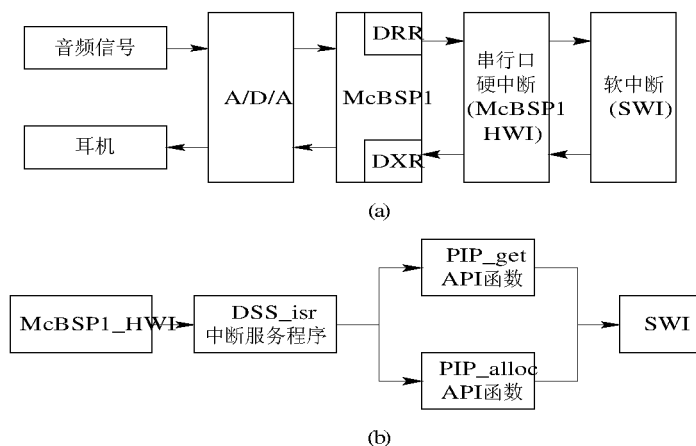 音频信号
耳机
A/D/A
McBSP1
DRR
DXR
串行口
硬中断
(McBSP1
HWI)
软中断
(SWI)
(a)
McBSP1_HWI
DSS_isr
中断服务程序
PIP_get
API函数
PIP_alloc
API函数
SWI
(b)